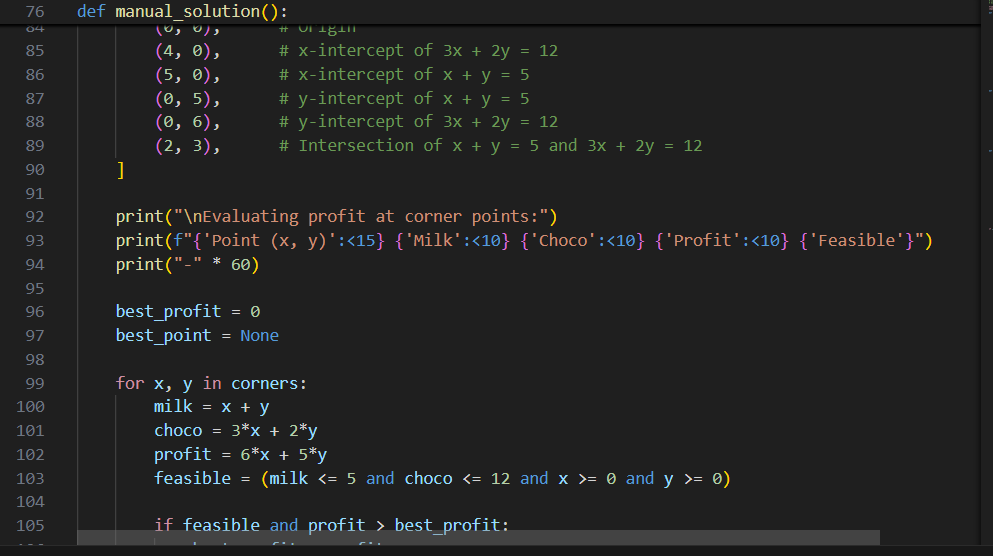 76 def manual_solution():
84 (0, 0), # Origin
85 (4, 0), # x-intercept of 3x + 2y = 12
86 (5, 0), # x-intercept of x + y = 5
87 (0, 5), # y-intercept of x + y = 5
88 (0, 6), # y-intercept of 3x + 2y = 12
89 (2, 3), # Intersection of x + y = 5 and 3x + 2y = 12
90 ]
91
92 print("\nEvaluating profit at corner points:")
93 print(f"{'Point (x, y)':<15} {'Milk':<10} {'Choco':<10} {'Profit':<10} {'Feasible'}")
94 print("-" * 60)
95
96 best_profit = 0
97 best_point = None
98
99 for x, y in corners:
100 milk = x + y
101 choco = 3*x + 2*y
102 profit = 6*x + 5*y
103 feasible = (milk <= 5 and choco <= 12 and x >= 0 and y >= 0)
104
105 if feasible and profit > best_profit: